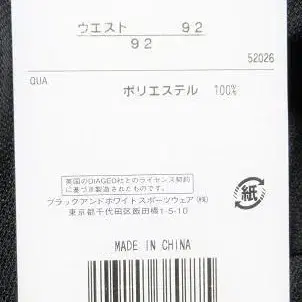 ウエスト 92
92
52026
QUA
ポリエステル 100%
英国のDIAGEO社とのライセンス契約
に基づき製造されたものです。
ブラックアンドホワイトスポーツウェア(株)
東京都千代田区飯田橋1-5-10
紙
MADE IN CHINA